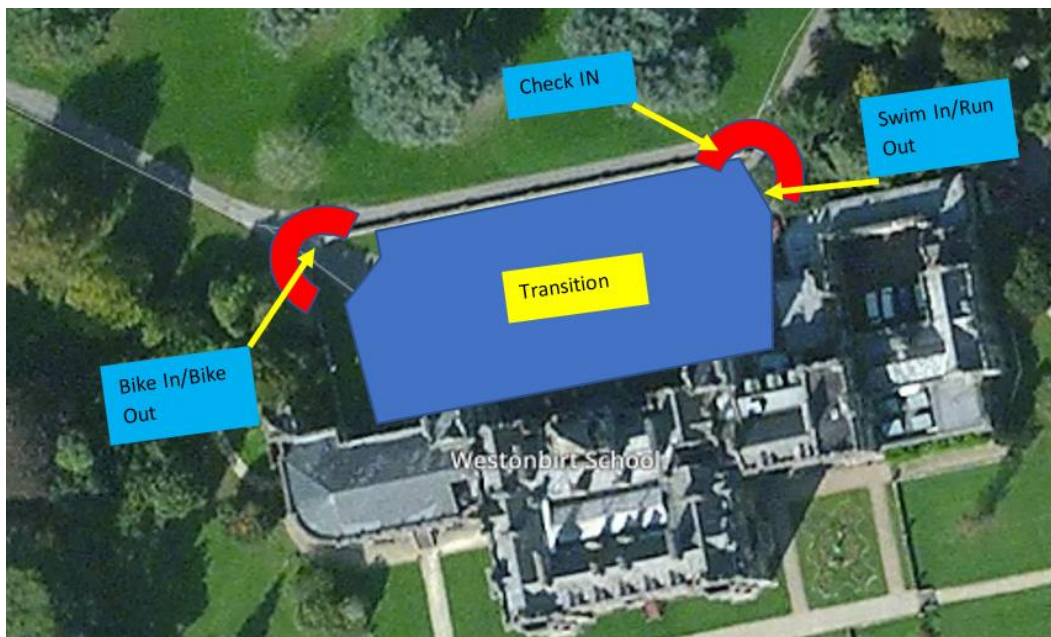 Check IN
Swim In/Run
Out
Transition
Bike In/Bike
Out
Westonbirt School